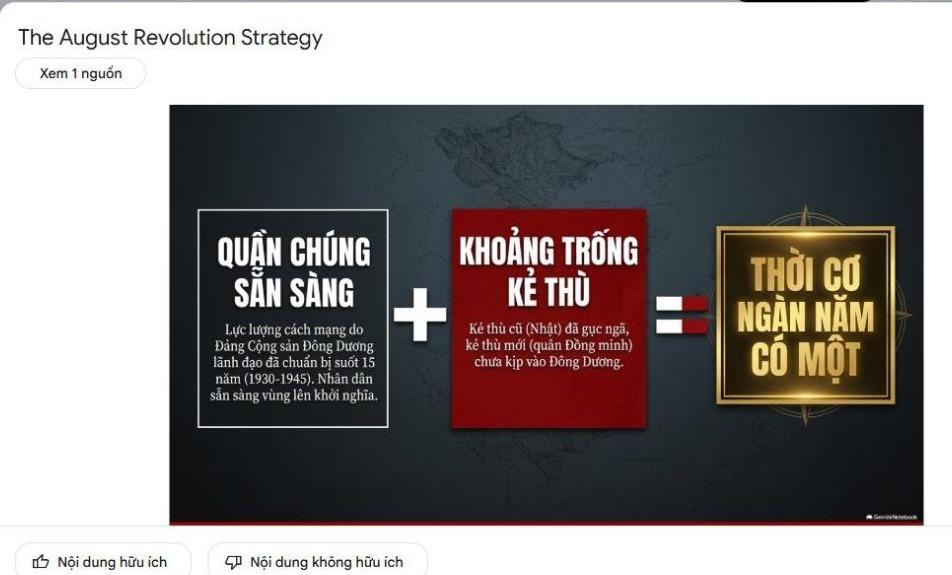 The August Revolution Strategy
Xem 1 nguồn
QUẦN CHÚNG
SẴN SÀNG
Lực lượng cách mạng do
Đảng Cộng sản Đông Dương
lãnh đạo đã chuẩn bị suốt 15
năm (1930-1945). Nhân dân
sẵn sàng vùng lên khởi nghĩa.
+
KHOẢNG TRỐNG
KẺ THÙ
Kẻ thù cũ (Nhật) đã gục ngã,
kẻ thù mới (quân Đồng minh)
chưa kịp vào Đông Dương.
=
THỜI CƠ
NGÀN NĂM
CÓ MỘT
Gemini Notebook
Nội dung hữu ích
Nội dung không hữu ích